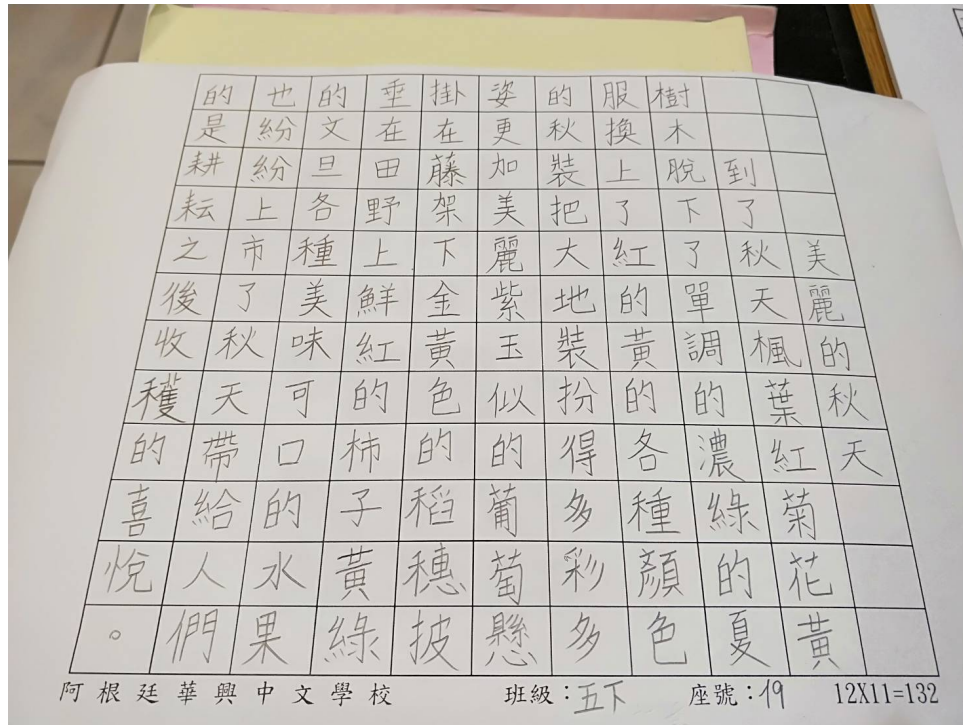 美麗的秋天
到了秋天楓葉紅菊花黃
樹木脫下了單調的濃綠的夏
服換上了紅的黃的各種顏色
的秋裝把大地裝扮得多彩多
姿更加美麗紫玉似的葡萄懸
掛在藤架下金黃色的稻穗披
垂在田野上鮮紅的柿子黃綠
的文旦各種美味可口的水果
也紛紛上市了秋天帶給人們
的是耕耘之後收穫的喜悅。
阿根廷華興中文學校 班級：五下 座號：19 12X11=132